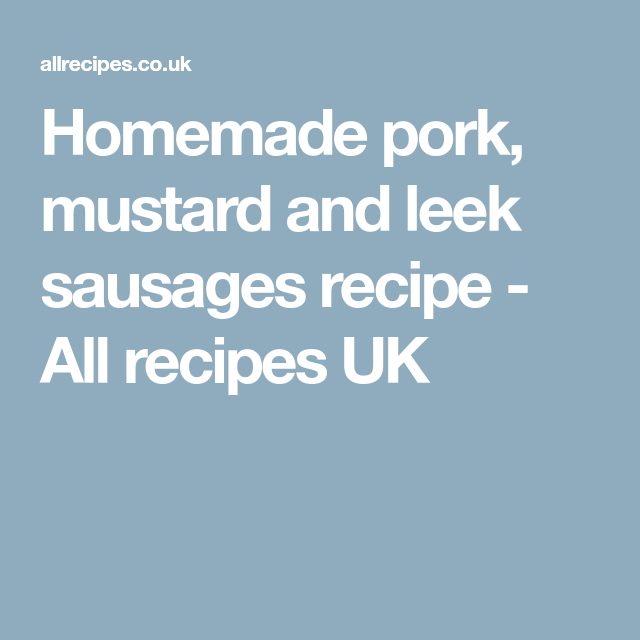 allrecipes.co.uk
Homemade pork,
mustard and leek
sausages recipe -
All recipes UK